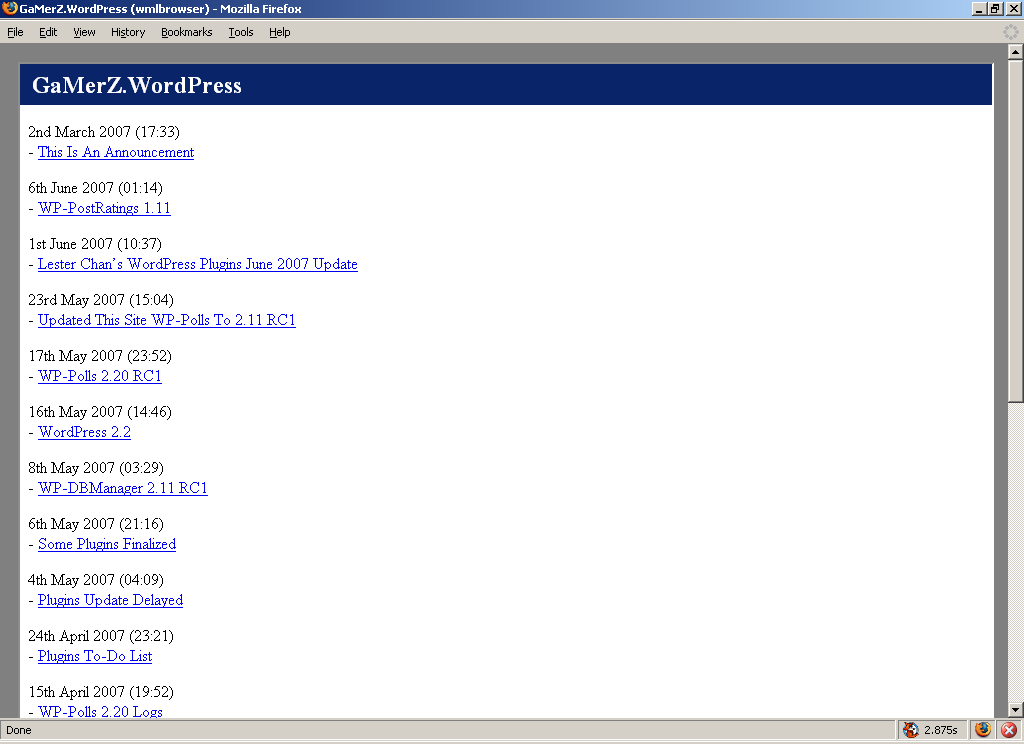 GaMerZ.WordPress (wmlbrowser) - Mozilla Firefox
File Edit View History Bookmarks Tools Help
GaMerZ.WordPress
2nd March 2007 (17:33)
- This Is An Announcement
6th June 2007 (01:14)
- WP-PostRatings 1.11
1st June 2007 (10:37)
- Lester Chan's WordPress Plugins June 2007 Update
23rd May 2007 (15:04)
- Updated This Site WP-Polls To 2.11 RC1
17th May 2007 (23:52)
- WP-Polls 2.20 RC1
16th May 2007 (14:46)
- WordPress 2.2
8th May 2007 (03:29)
- WP-DBManager 2.11 RC1
6th May 2007 (21:16)
- Some Plugins Finalized
4th May 2007 (04:09)
- Plugins Update Delayed
24th April 2007 (23:21)
- Plugins To-Do List
15th April 2007 (19:52)
- WP-Polls 2.20 Logs
Done 2.875s